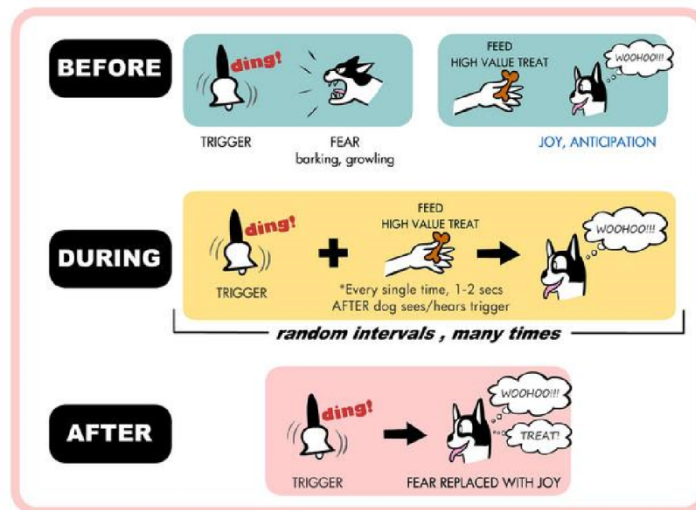 BEFORE
ding!
TRIGGER
FEAR
barking, growling
FEED
HIGH VALUE TREAT
WOOHOO!!!
JOY, ANTICIPATION
DURING
ding!
TRIGGER
+
FEED
HIGH VALUE TREAT
*Every single time, 1-2 secs
AFTER dog sees/hears trigger
WOOHOO!!!
random intervals , many times
AFTER
ding!
TRIGGER
WOOHOO!!!
TREAT!
FEAR REPLACED WITH JOY